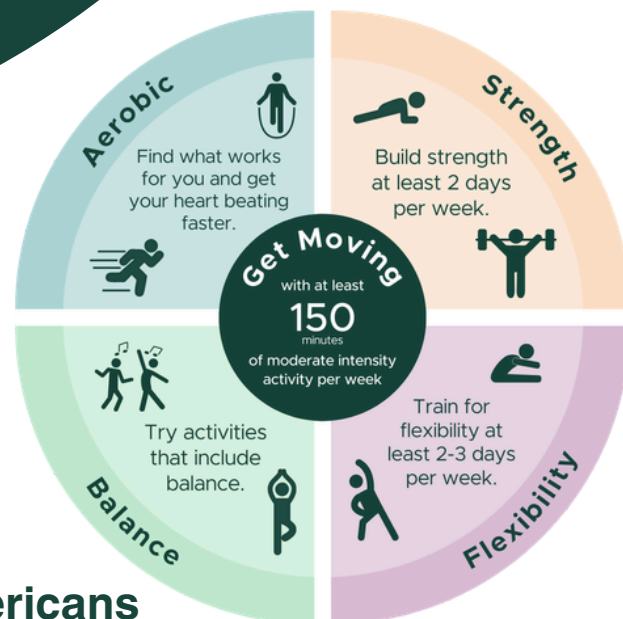 Aerobic
Find what works
for you and get
your heart beating
faster.
Strength
Build strength
at least 2 days
per week.
Get Moving
with at least
150
minutes
of moderate intensity
activity per week
Balance
Try activities
that include
balance.
Flexibility
Train for
flexibility at
least 2-3 days
per week.